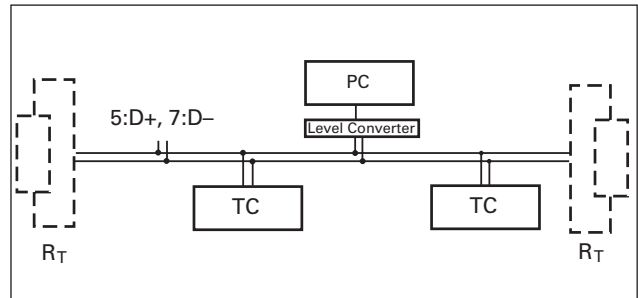 PC
5:D+, 7:D–
Level Converter
TC
TC
RT
RT